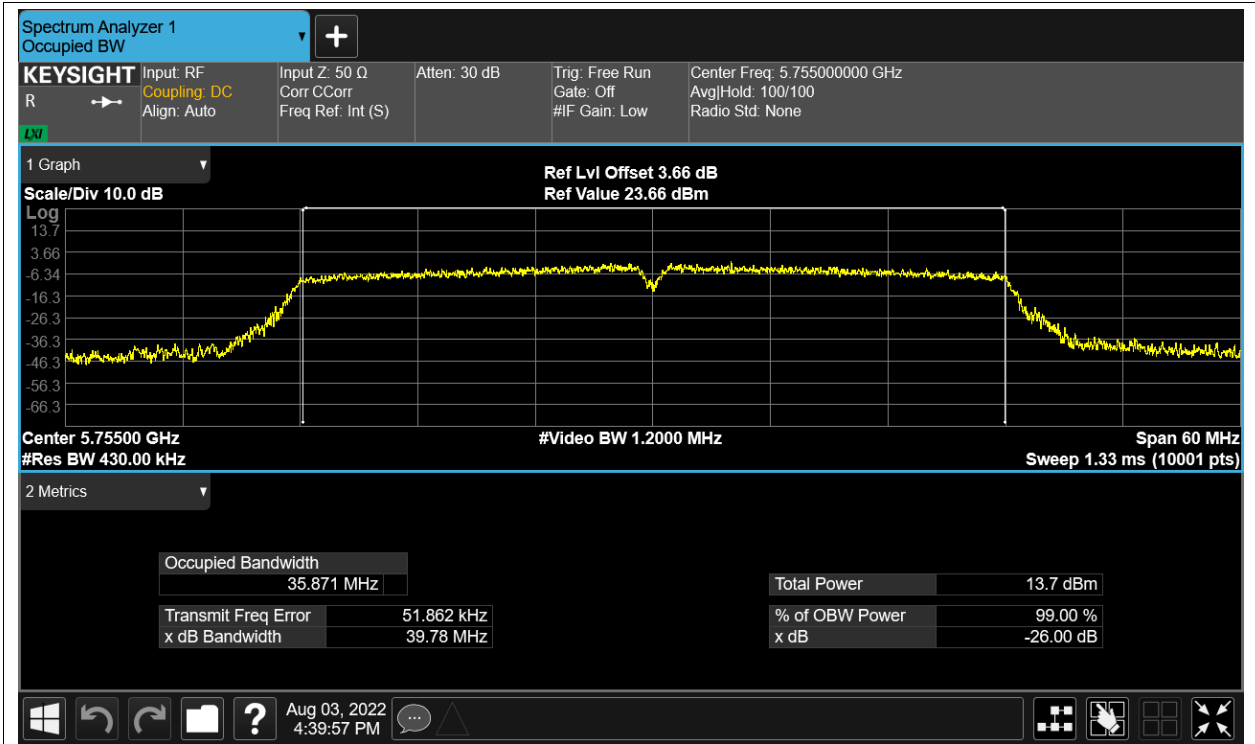 Spectrum Analyzer 1
Occupied BW
KEYSIGHT
R
LXI
Input: RF
Coupling: DC
Align: Auto
Input Z: 50 Ω
Corr CCorr
Freq Ref: Int (S)
Atten: 30 dB
Trig: Free Run
Gate: Off
#IF Gain: Low
Center Freq: 5.755000000 GHz
Avg|Hold: 100/100
Radio Std: None
1 Graph
Scale/Div 10.0 dB
Ref Lvl Offset 3.66 dB
Ref Value 23.66 dBm
Log
13.7
3.66
-6.34
-16.3
-26.3
-36.3
-46.3
-56.3
-66.3
Center 5.75500 GHz
#Video BW 1.2000 MHz
Span 60 MHz
#Res BW 430.00 kHz
Sweep 1.33 ms (10001 pts)
2 Metrics
Occupied Bandwidth
35.871 MHz
Total Power 13.7 dBm
Transmit Freq Error 51.862 kHz
% of OBW Power 99.00 %
x dB Bandwidth 39.78 MHz
x dB -26.00 dB
?
Aug 03, 2022
4:39:57 PM